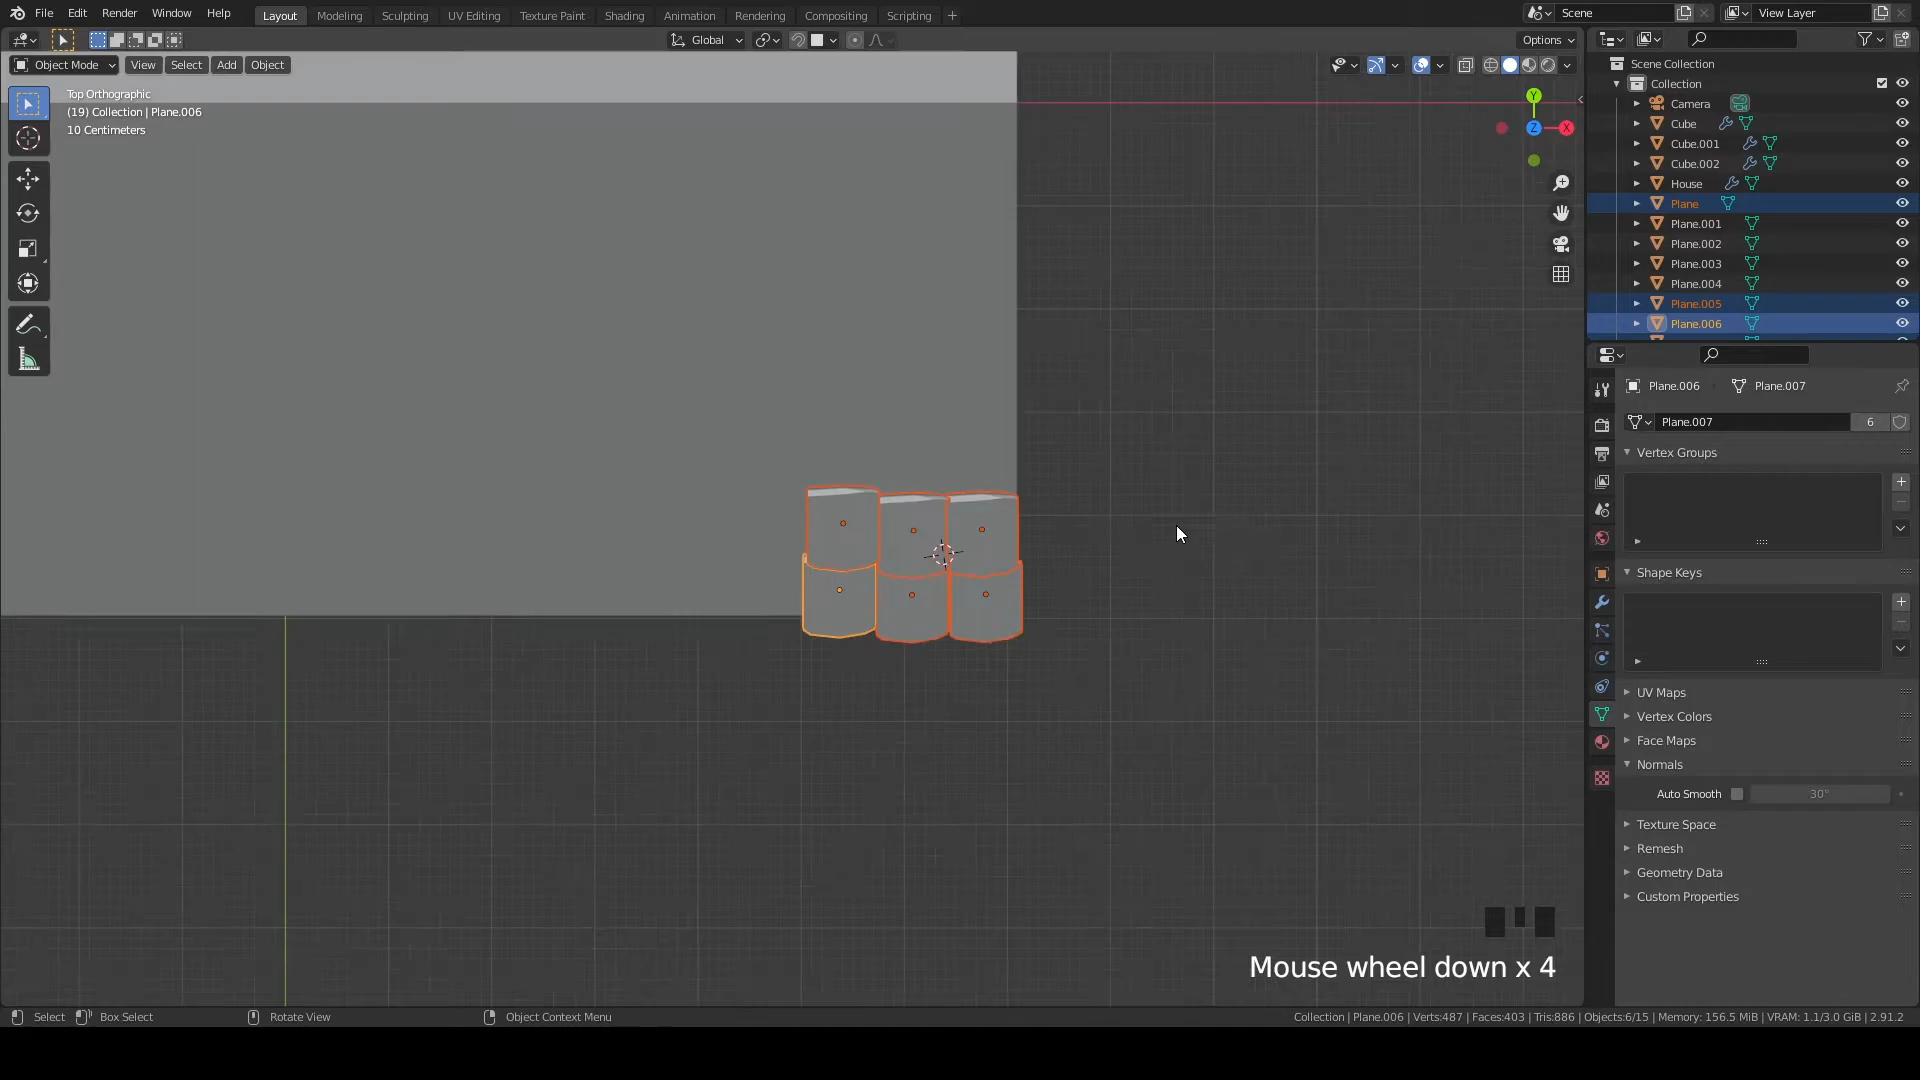 File Edit Render Window Help
Layout Modeling Sculpting UV Editing Texture Paint Shading Animation Rendering Compositing Scripting +
Scene
View Layer
Global
Options
Object Mode View Select Add Object
Top Orthographic
(19) Collection | Plane.006
10 Centimeters
Y
Z
X
Scene Collection
Collection
Camera
Cube
Cube.001
Cube.002
House
Plane
Plane.001
Plane.002
Plane.003
Plane.004
Plane.005
Plane.006
Plane.006 Plane.007
Plane.007 6
Vertex Groups
Shape Keys
UV Maps
Vertex Colors
Face Maps
Normals
Auto Smooth 30°
Texture Space
Remesh
Geometry Data
Custom Properties
Mouse wheel down x 4
Select Box Select Rotate View Object Context Menu
Collection | Plane.006 | Verts:487 | Faces:403 | Tris:886 | Objects:6/15 | Memory: 156.5 MiB | VRAM: 1.1/3.0 GiB | 2.91.2